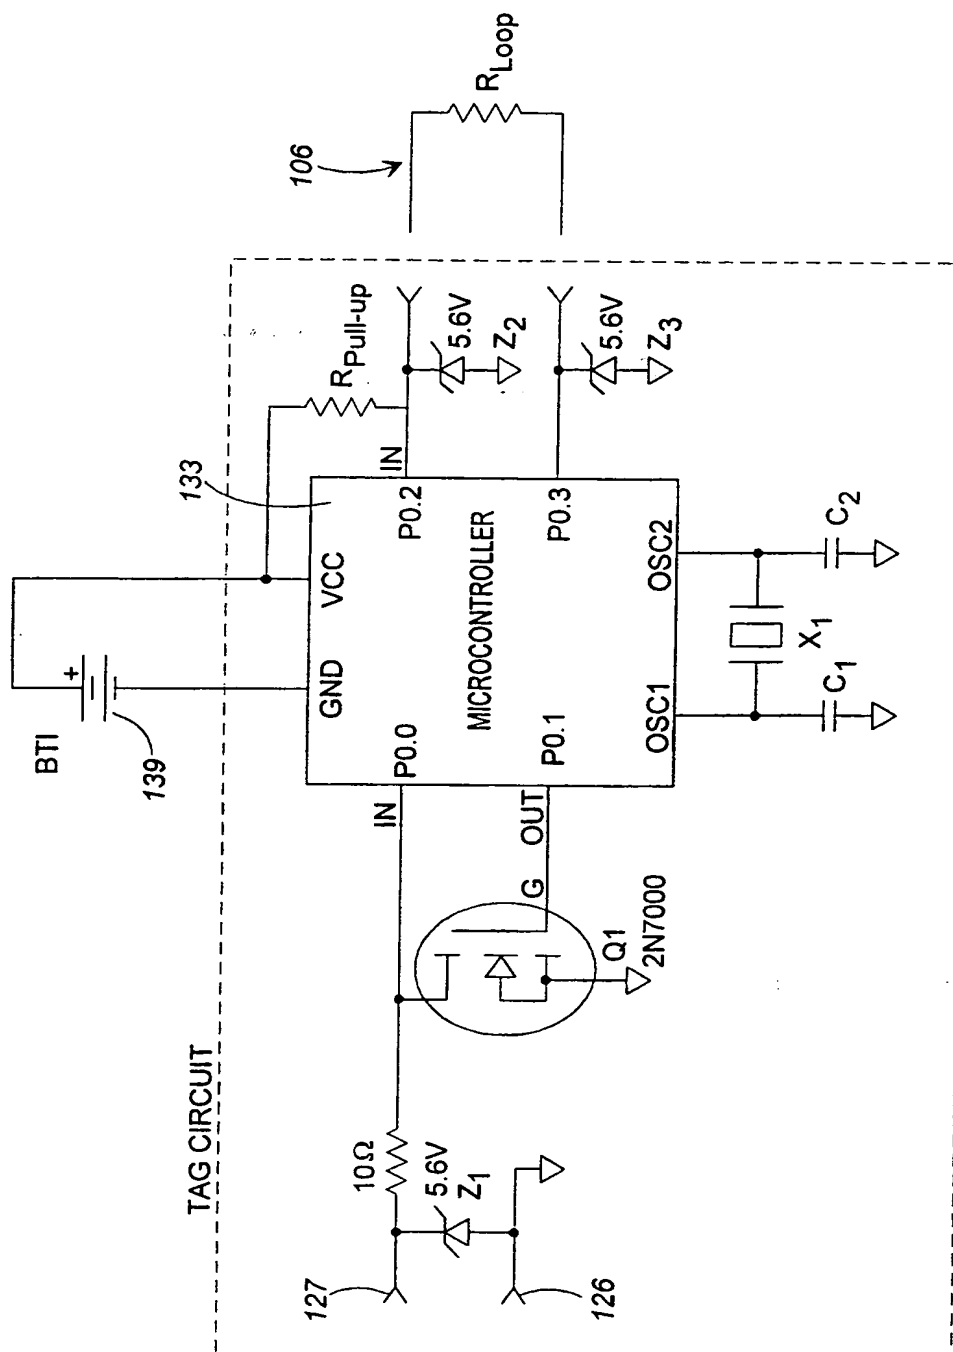 TAG CIRCUIT
BTI
139
133
106
127
126
10Ω
5.6V
Z1
IN
P0.0
GND
VCC
P0.2
IN
RPull-up
5.6V
Z2
RLoop
MICROCONTROLLER
G
OUT
P0.1
P0.3
5.6V
Z3
Q1
2N7000
OSC1
OSC2
X1
C1
C2
+